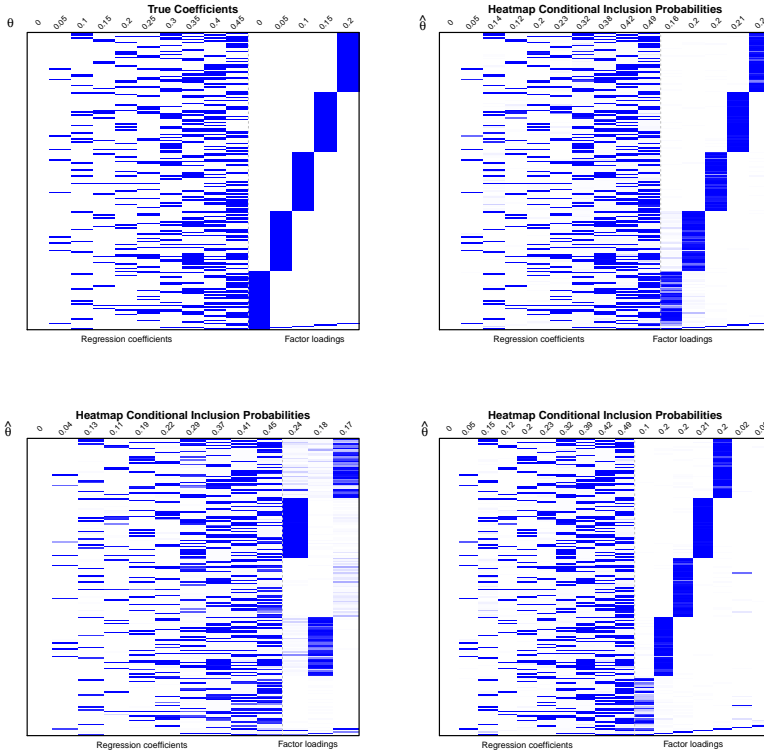 True Coefficients
θ 0 0.05 0.1 0.15 0.2 0.25 0.3 0.35 0.4 0.45 0 0.05 0.1 0.15 0.2
Regression coefficients Factor loadings
Heatmap Conditional Inclusion Probabilities
θ̂ 0 0.05 0.14 0.12 0.2 0.23 0.32 0.38 0.42 0.49 0.16 0.2 0.2 0.21
Regression coefficients Factor loadings
Heatmap Conditional Inclusion Probabilities
θ̂ 0 0.04 0.13 0.11 0.19 0.22 0.29 0.37 0.41 0.45 0.24 0.18 0.17
Regression coefficients Factor loadings
Heatmap Conditional Inclusion Probabilities
θ̂ 0 0.05 0.15 0.12 0.2 0.23 0.32 0.39 0.42 0.49 0.1 0.2 0.2 0.21 0.2 0.02
Regression coefficients Factor loadings